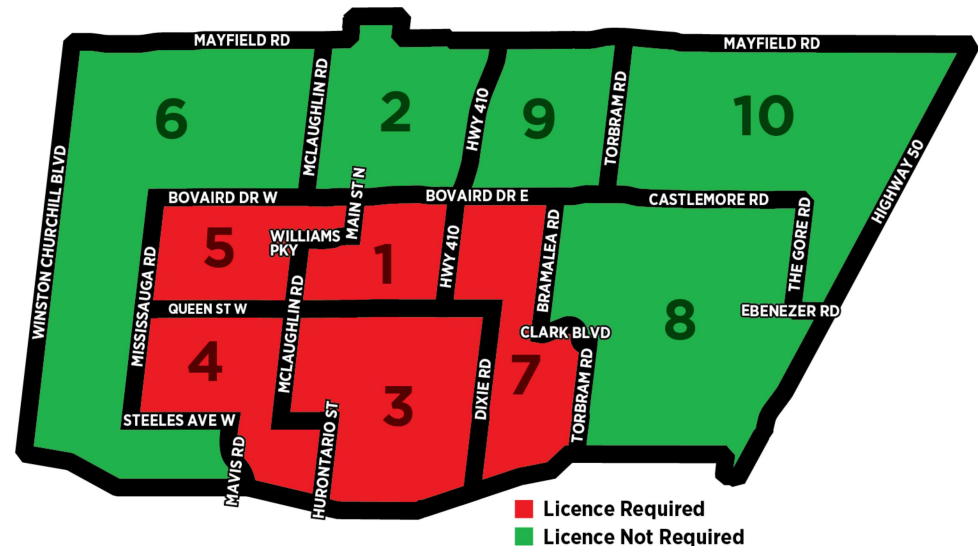 MAYFIELD RD
MAYFIELD RD
WINSTON CHURCHILL BLVD
6
MCLAUGHLIN RD
2
HWY 410
9
TORBRAM RD
10
HIGHWAY 50
BOVAIRD DR W
MAIN ST N
BOVAIRD DR E
CASTLEMORE RD
THE GORE RD
MISSISSAUGA RD
5
WILLIAMS
PKY
1
HWY 410
BRAMALEA RD
8
EBENEZER RD
QUEEN ST W
MCLAUGHLIN RD
CLARK BLVD
4
3
DIXIE RD
7
TORBRAM RD
STEELES AVE W
MAVIS RD
HURONTARIO ST
Licence Required
Licence Not Required